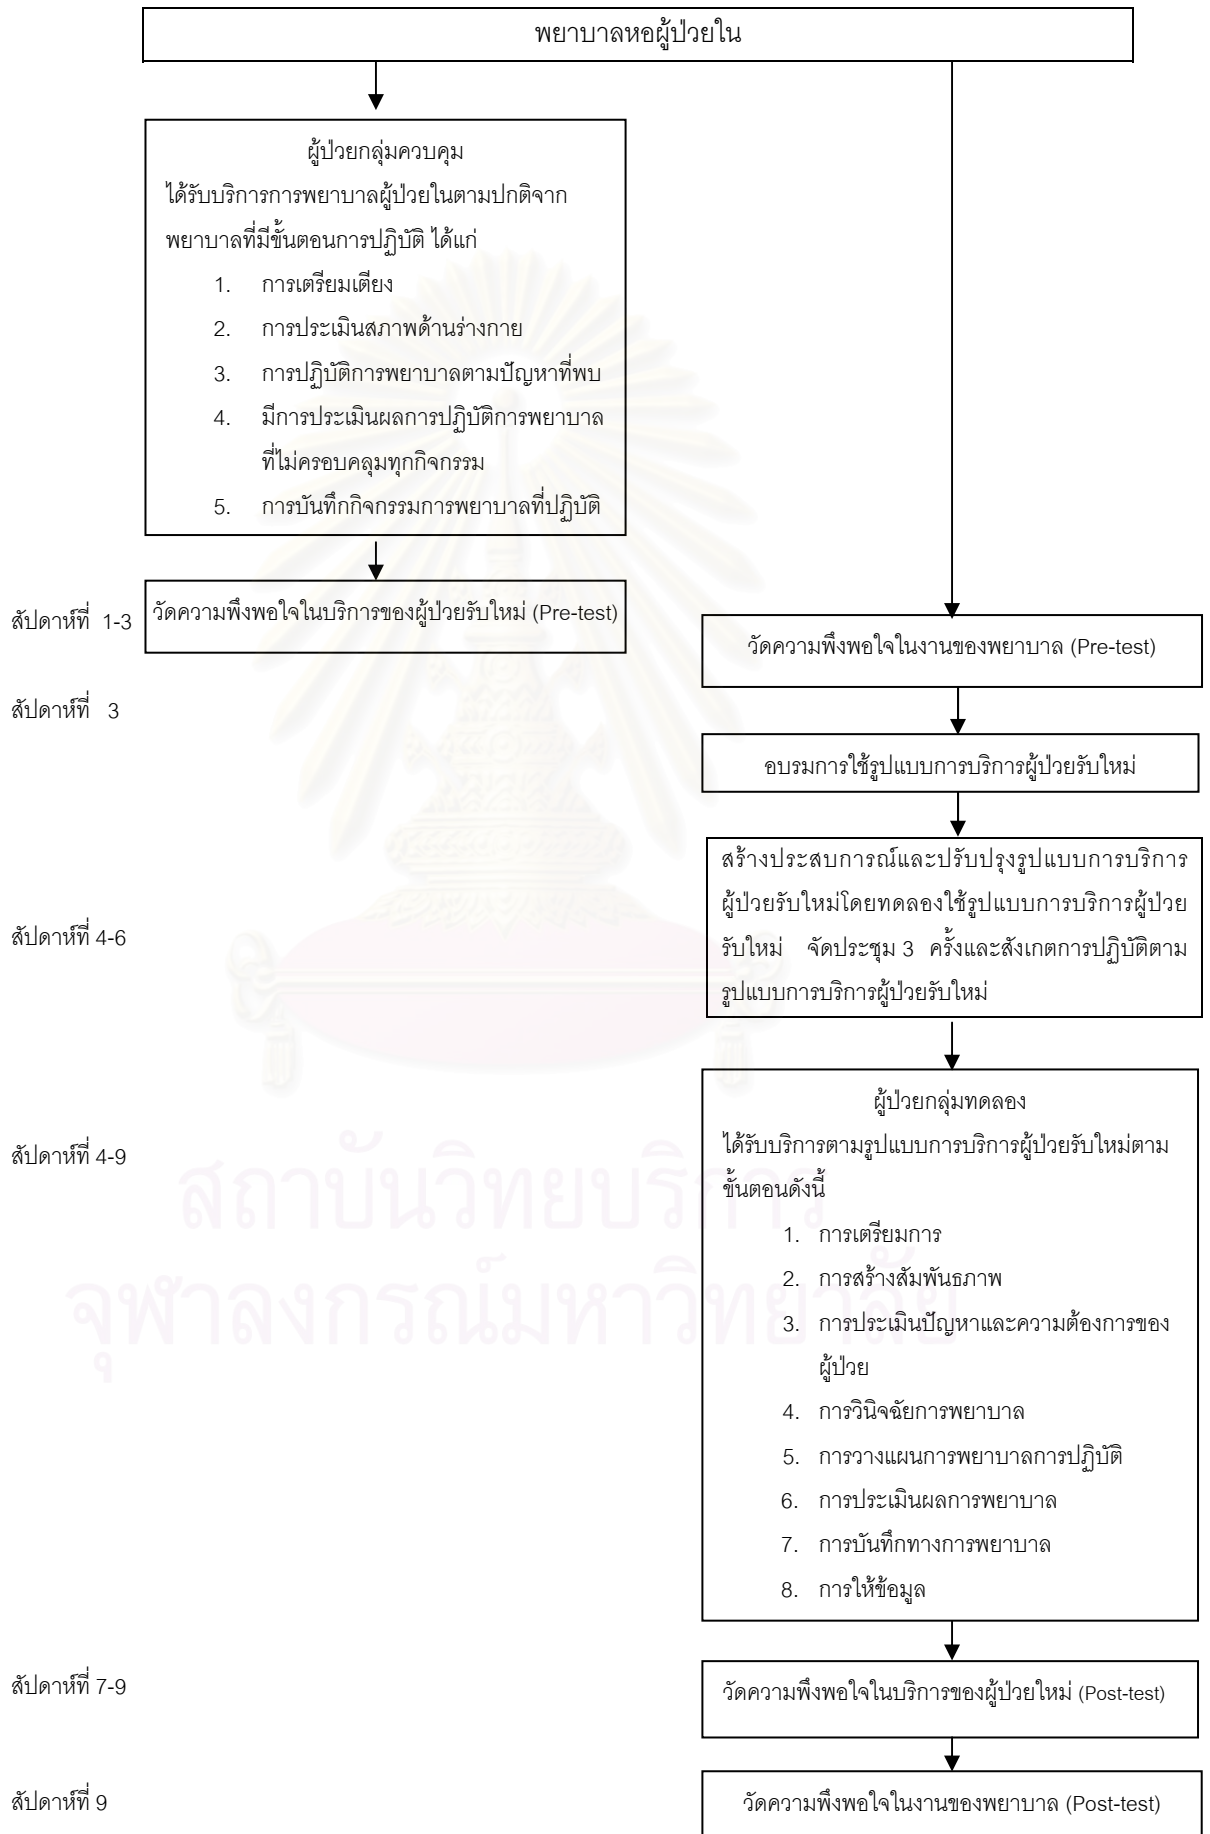 พยาบาลหอผู้ป่วยใน
ผู้ป่วยกลุ่มควบคุม
ได้รับบริการการพยาบาลผู้ป่วยในตามปกติจาก
พยาบาลที่มีขั้นตอนการปฏิบัติ ได้แก่
1. การเตรียมเตียง
2. การประเมินสภาพด้านร่างกาย
3. การปฏิบัติการพยาบาลตามปัญหาที่พบ
4. มีการประเมินผลการปฏิบัติการพยาบาล
ที่ไม่ครอบคลุมทุกกิจกรรม
5. การบันทึกกิจกรรมการพยาบาลที่ปฏิบัติ
สัปดาห์ที่ 1-3
วัดความพึงพอใจในบริการของผู้ป่วยรับใหม่ (Pre-test)
วัดความพึงพอใจในงานของพยาบาล (Pre-test)
สัปดาห์ที่ 3
อบรมการใช้รูปแบบการบริการผู้ป่วยรับใหม่
สร้างประสบการณ์และปรับปรุงรูปแบบการบริการ
ผู้ป่วยรับใหม่โดยทดลองใช้รูปแบบการบริการผู้ป่วย
สัปดาห์ที่ 4-6
รับใหม่ จัดประชุม 3 ครั้งและสังเกตการปฏิบัติตาม
รูปแบบการบริการผู้ป่วยรับใหม่
ผู้ป่วยกลุ่มทดลอง
สัปดาห์ที่ 4-9
ได้รับบริการตามรูปแบบการบริการผู้ป่วยรับใหม่ตาม
ขั้นตอนดังนี้
1. การเตรียมการ
2. การสร้างสัมพันธภาพ
3. การประเมินปัญหาและความต้องการของ
ผู้ป่วย
4. การวินิจฉัยการพยาบาล
5. การวางแผนการพยาบาลการปฏิบัติ
6. การประเมินผลการพยาบาล
7. การบันทึกทางการพยาบาล
8. การให้ข้อมูล
สถาบันวิทยบริการ
จุฬาลงกรณ์มหาวิทยาลัย
สัปดาห์ที่ 7-9
วัดความพึงพอใจในบริการของผู้ป่วยใหม่ (Post-test)
สัปดาห์ที่ 9
วัดความพึงพอใจในงานของพยาบาล (Post-test)